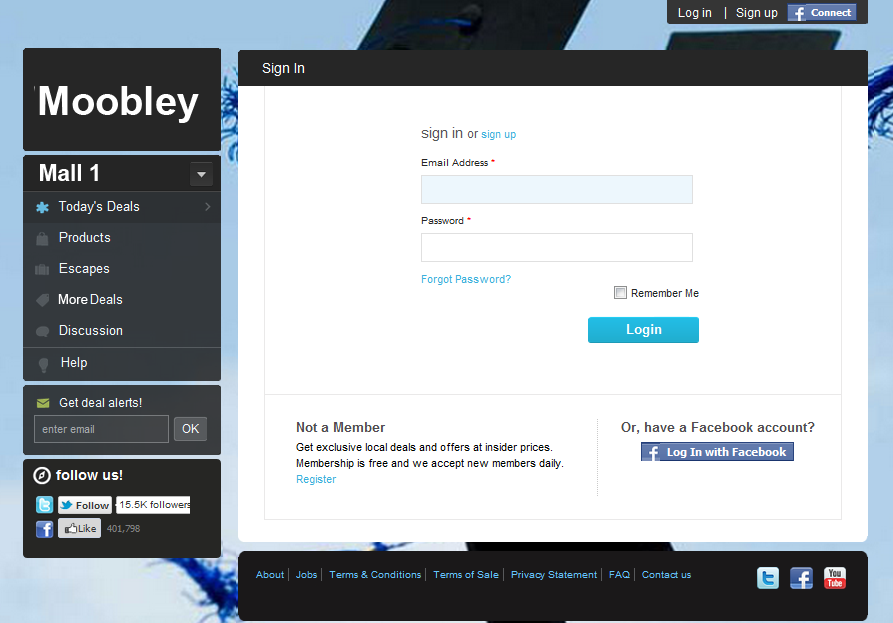 Log in | Sign up
Connect
Moobley
Mall 1
Today's Deals
Products
Escapes
More Deals
Discussion
Help
Get deal alerts!
enter email
OK
follow us!
Follow
15.5K followers
Like
401,798
Sign In
sign in or sign up
Email Address *
Password *
Forgot Password?
Remember Me
Login
Not a Member
Get exclusive local deals and offers at insider prices.
Membership is free and we accept new members daily.
Register
Or, have a Facebook account?
Log In with Facebook
About | Jobs | Terms & Conditions | Terms of Sale | Privacy Statement | FAQ | Contact us
You
Tube